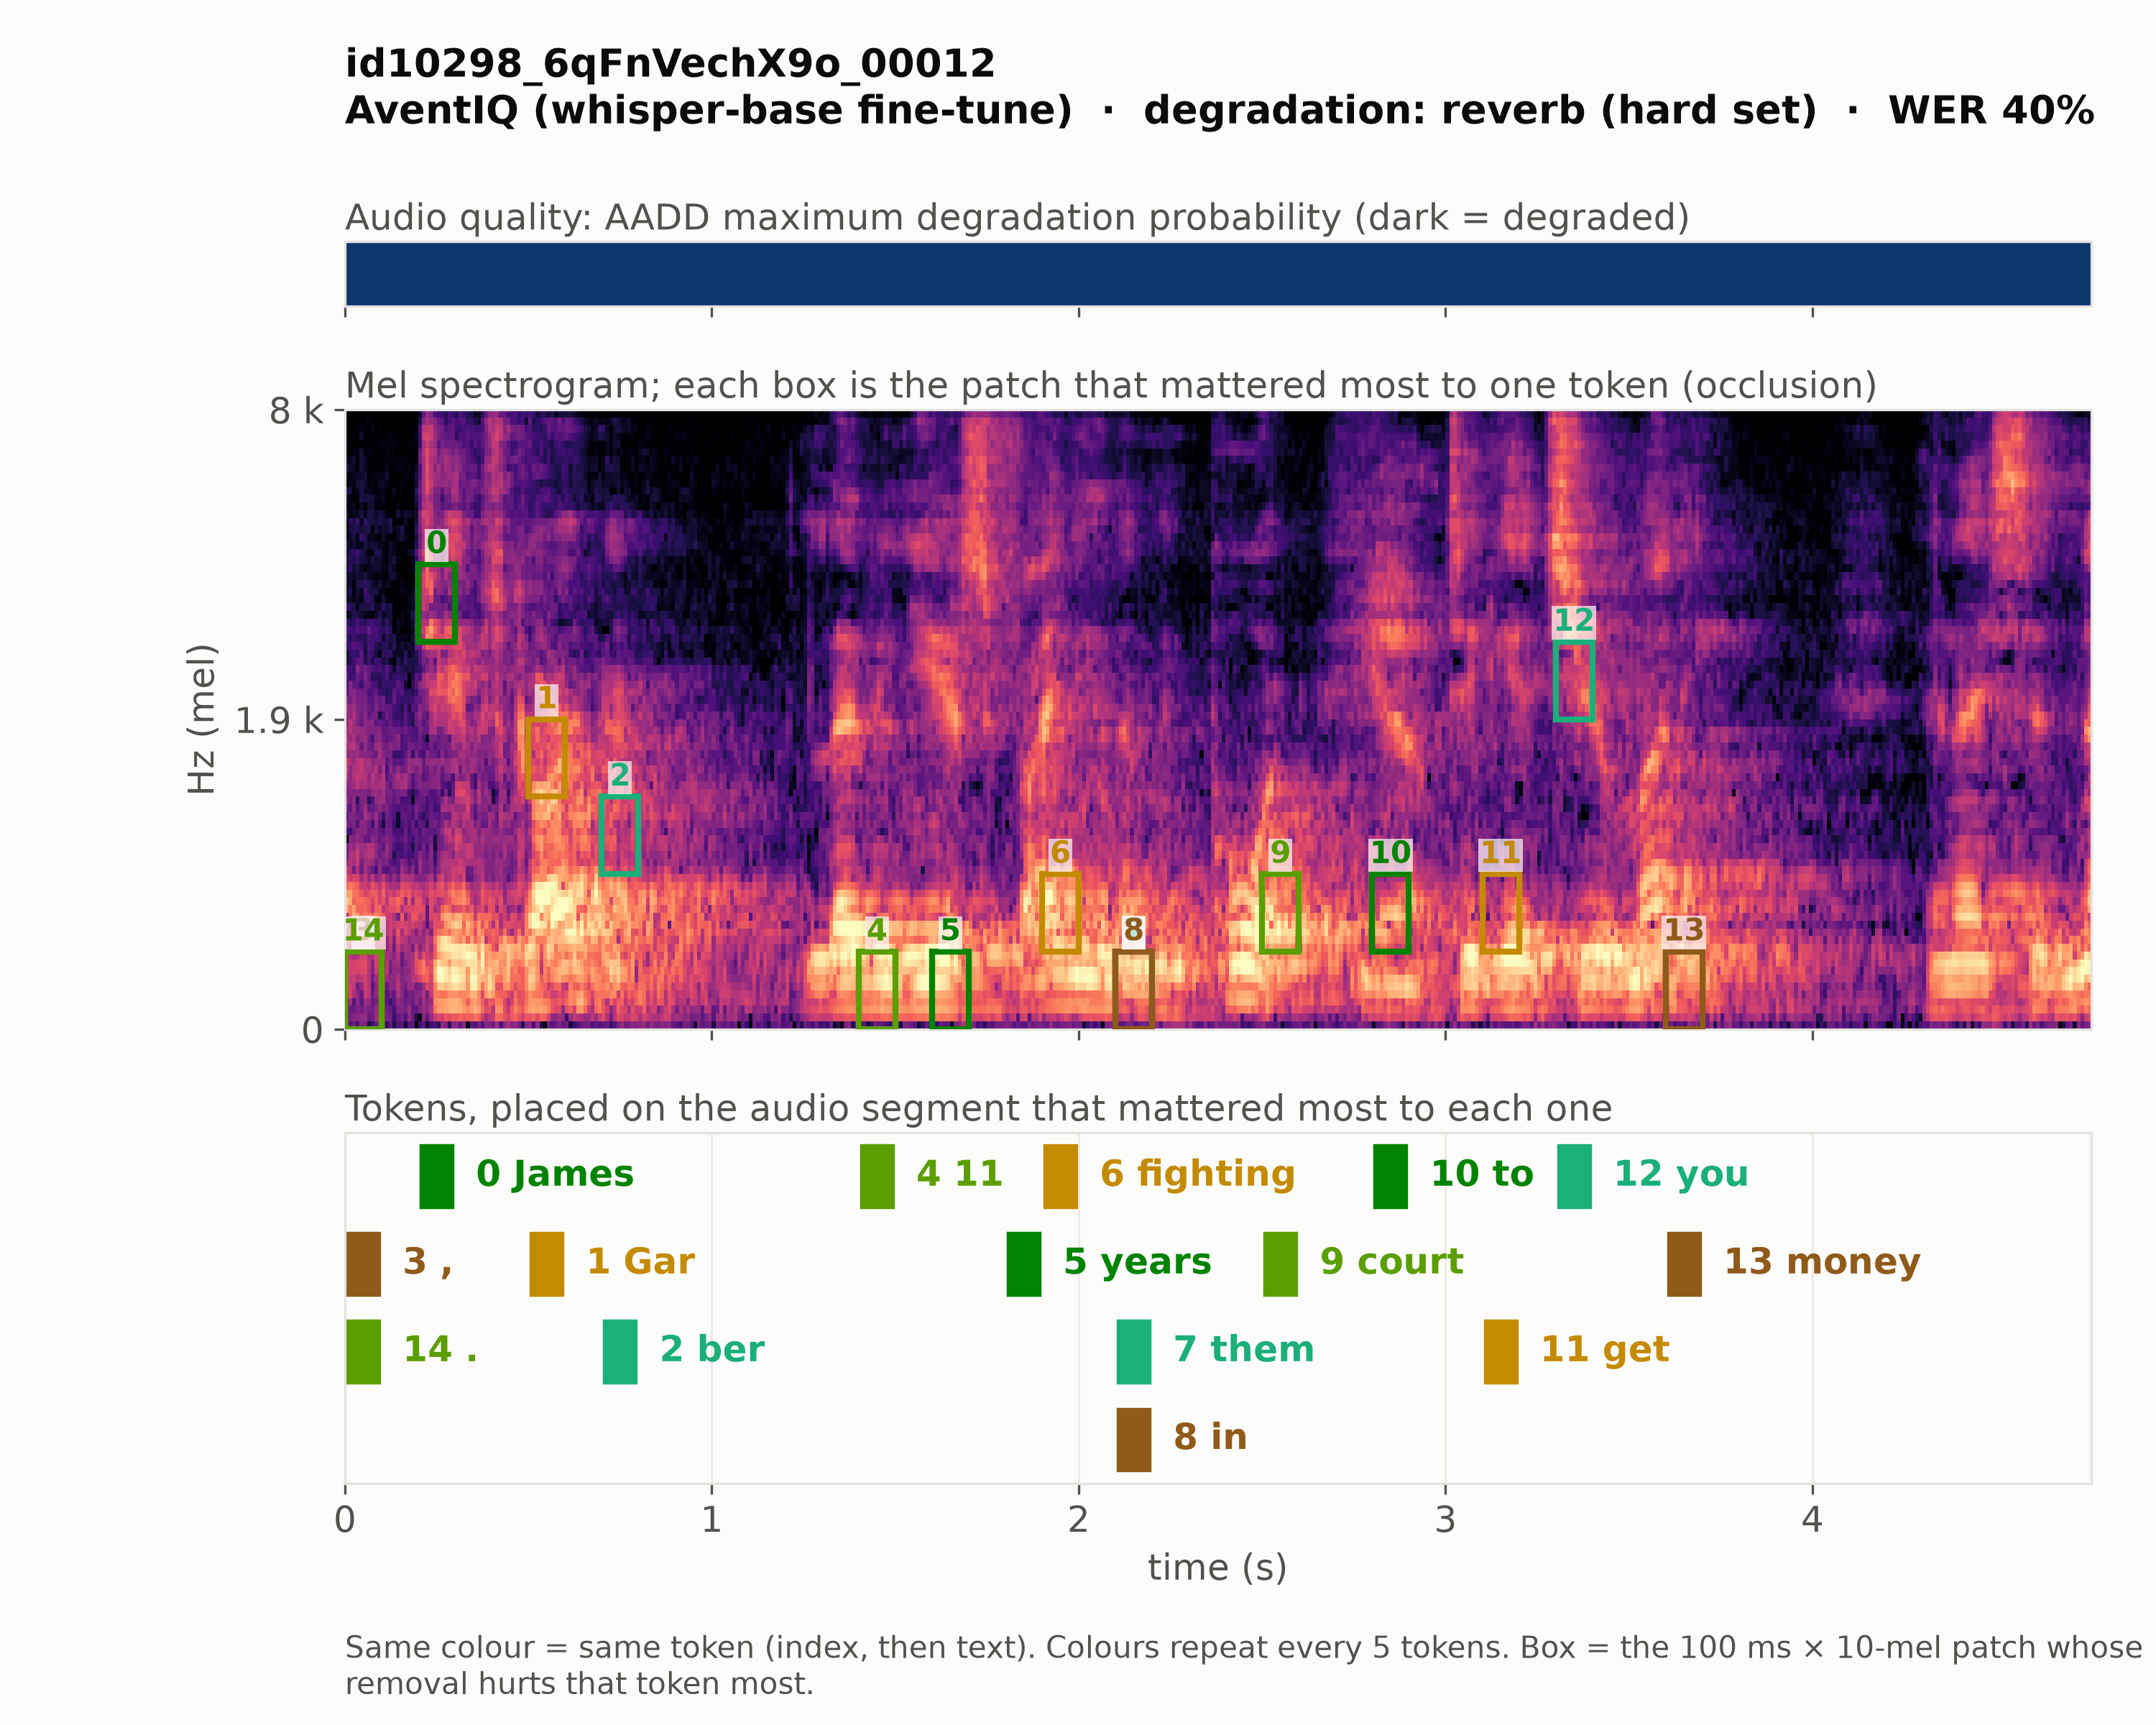 id10298_6qFnVechX9o_00012
AventIQ (whisper-base fine-tune) · degradation: reverb (hard set) · WER 40%
Audio quality: AADD maximum degradation probability (dark = degraded)
Mel spectrogram; each box is the patch that mattered most to one token (occlusion)
8 k
1.9 k
0
Hz (mel)
0
1
2
12
6
9
10
11
14
4
5
8
13
Tokens, placed on the audio segment that mattered most to each one
0 James
4 11
6 fighting
10 to
12 you
3 ,
1 Gar
5 years
9 court
13 money
14 .
2 ber
7 them
11 get
8 in
0 1 2 3 4
time (s)
Same colour = same token (index, then text). Colours repeat every 5 tokens. Box = the 100 ms × 10-mel patch whose
removal hurts that token most.